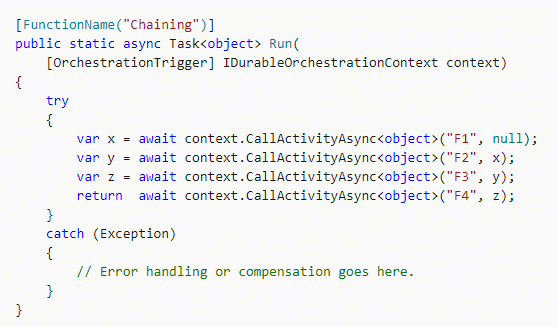 [FunctionName("Chaining")]
public static async Task<object> Run(
    [OrchestrationTrigger] IDurableOrchestrationContext context)
{
    try
    {
        var x = await context.CallActivityAsync<object>("F1", null);
        var y = await context.CallActivityAsync<object>("F2", x);
        var z = await context.CallActivityAsync<object>("F3", y);
        return  await context.CallActivityAsync<object>("F4", z);
    }
    catch (Exception)
    {
        // Error handling or compensation goes here.
    }
}